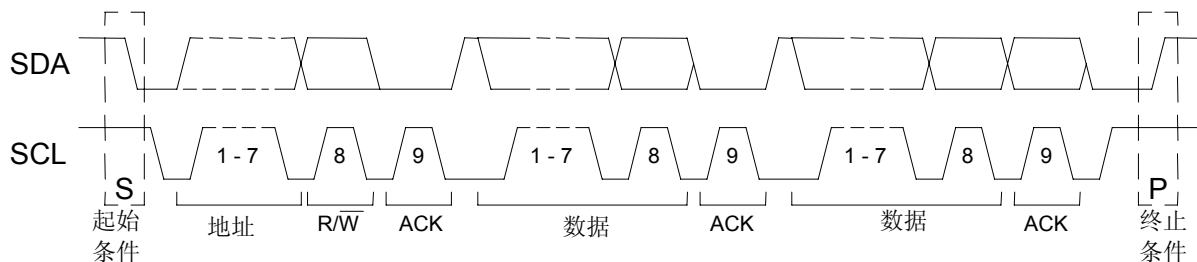 SDA
SCL
1 - 7 8 9 1 - 7 8 9 1 - 7 8 9
S P
起始
条件
地址 R/W̅ ACK 数据 ACK 数据 ACK
终止
条件